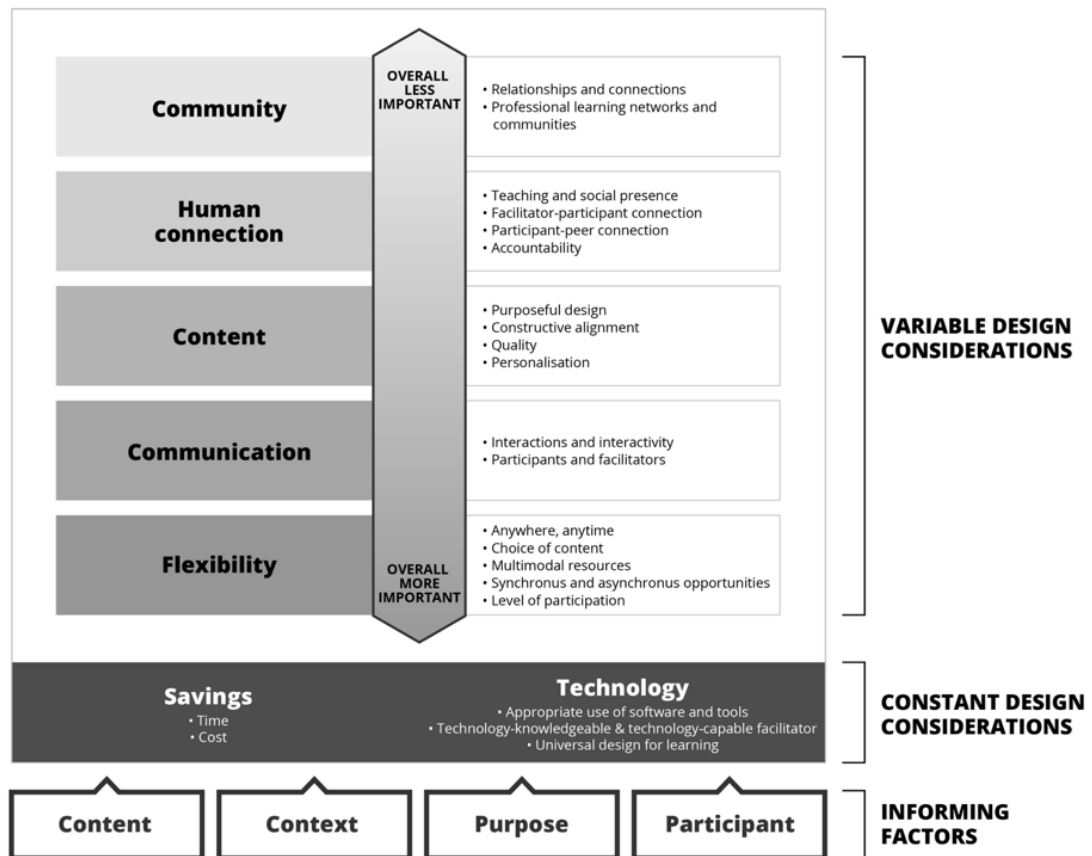 OVERALL
LESS
IMPORTANT
Community
• Relationships and connections
• Professional learning networks and
communities
Human
connection
• Teaching and social presence
• Facilitator-participant connection
• Participant-peer connection
• Accountability
Content
• Purposeful design
• Constructive alignment
• Quality
• Personalisation
VARIABLE DESIGN
CONSIDERATIONS
Communication
• Interactions and interactivity
• Participants and facilitators
Flexibility
OVERALL
MORE
IMPORTANT
• Anywhere, anytime
• Choice of content
• Multimodal resources
• Synchronus and asynchronus opportunities
• Level of participation
Savings
• Time
• Cost
Technology
• Appropriate use of software and tools
• Technology-knowledgeable & technology-capable facilitator
• Universal design for learning
CONSTANT DESIGN
CONSIDERATIONS
Content
Context
Purpose
Participant
INFORMING
FACTORS